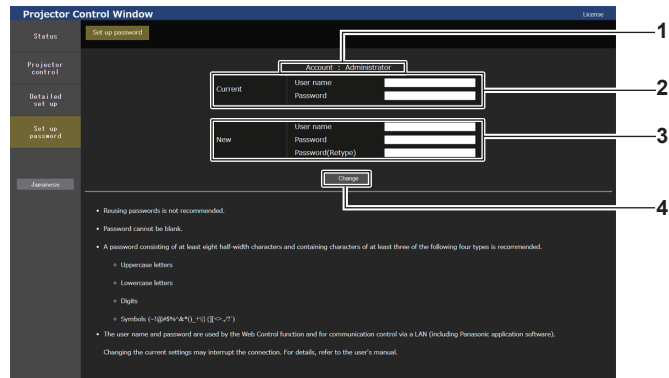 Projector Control Window
License
Status
Set up password
1
Account : Administrator
Projector
control
Current
User name
Password
2
Detailed
set up
Set up
password
New
User name
Password
Password(Retype)
3
Change
4
Japanese
• Reusing passwords is not recommended.
• Password cannot be blank.
• A password consisting of at least eight half-width characters and containing characters of at least three of the following four types is recommended.
Uppercase letters
Lowercase letters
Digits
Symbols (~!@#$%^&*()_+\|{}[]<>.,/?`)
• The user name and password are used by the Web Control function and for communication control via a LAN (including Panasonic application software).
Changing the current settings may interrupt the connection. For details, refer to the user's manual.